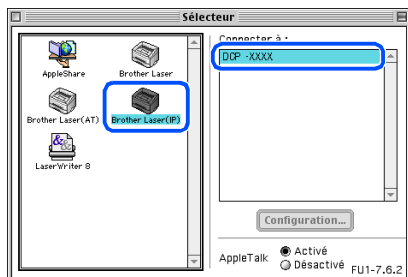 Sélecteur
Connecter à :
DCP -XXXX
AppleShare
Brother Laser
Brother Laser(AT)
Brother Laser(IP)
LaserWriter 8
Configuration...
AppleTalk
Activé
Désactivé
FU1-7.6.2